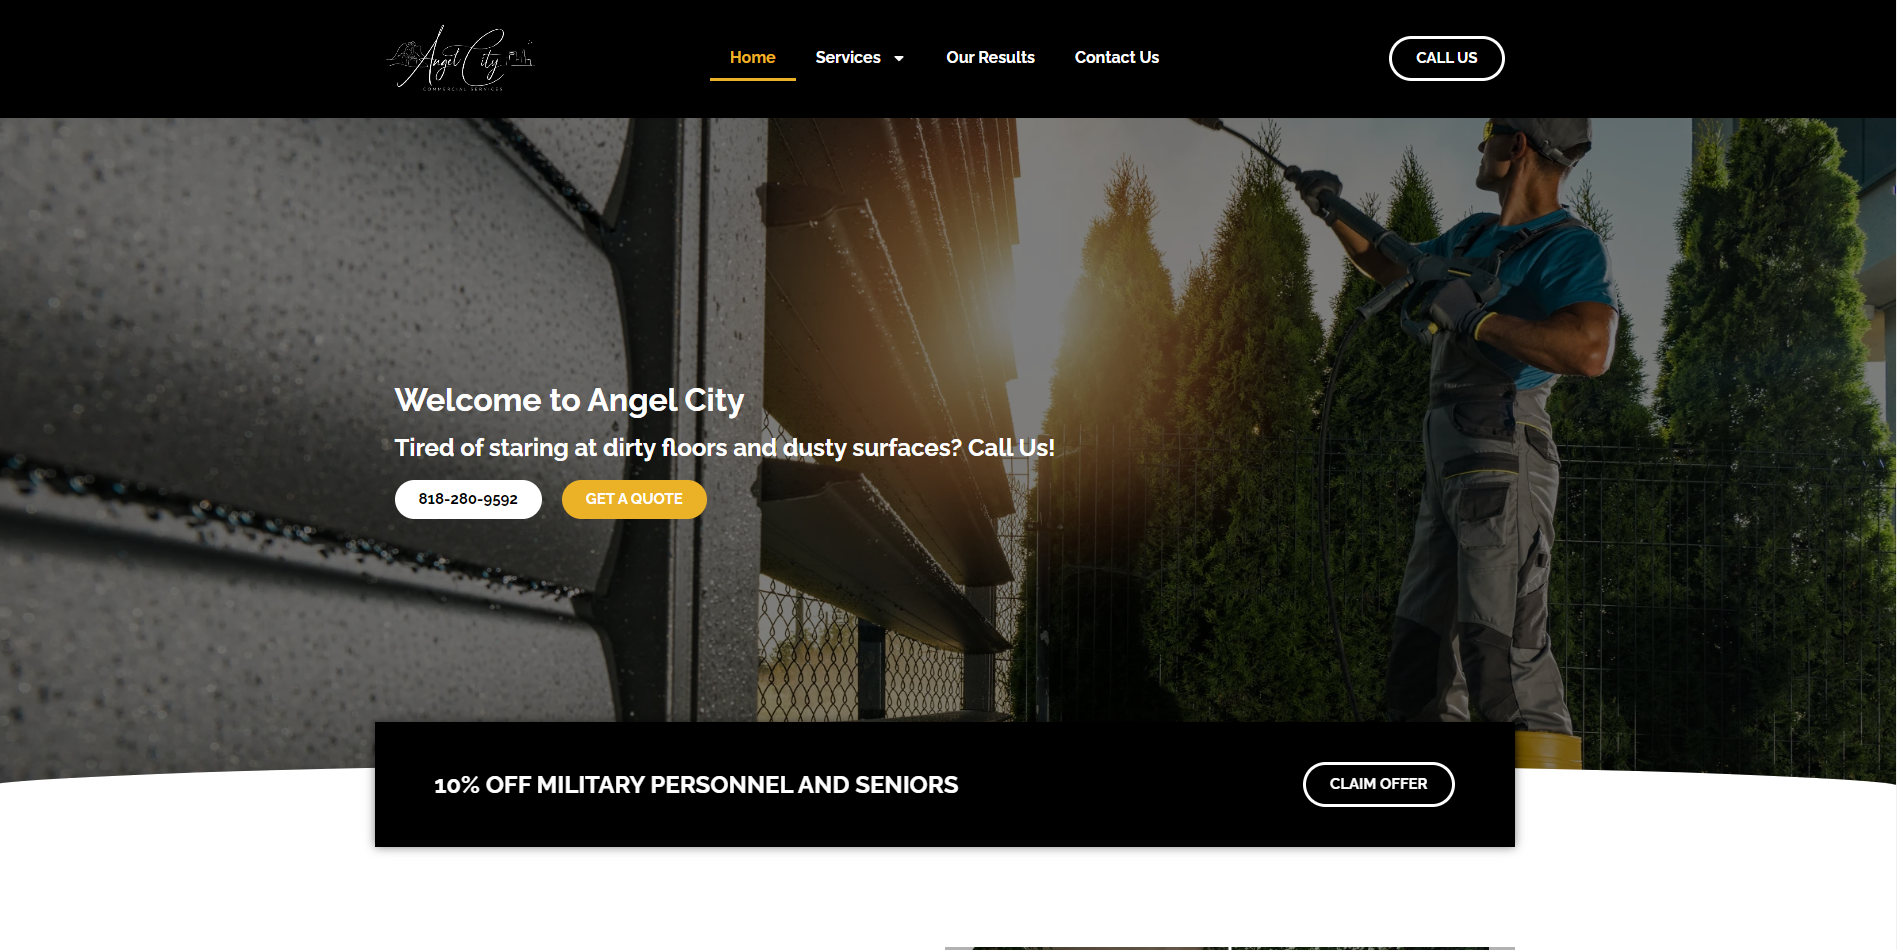 Angel City
COMMERCIAL SERVICES
Home
Services
Our Results
Contact Us
CALL US
Welcome to Angel City
Tired of staring at dirty floors and dusty surfaces? Call Us!
818-280-9592
GET A QUOTE
10% OFF MILITARY PERSONNEL AND SENIORS
CLAIM OFFER